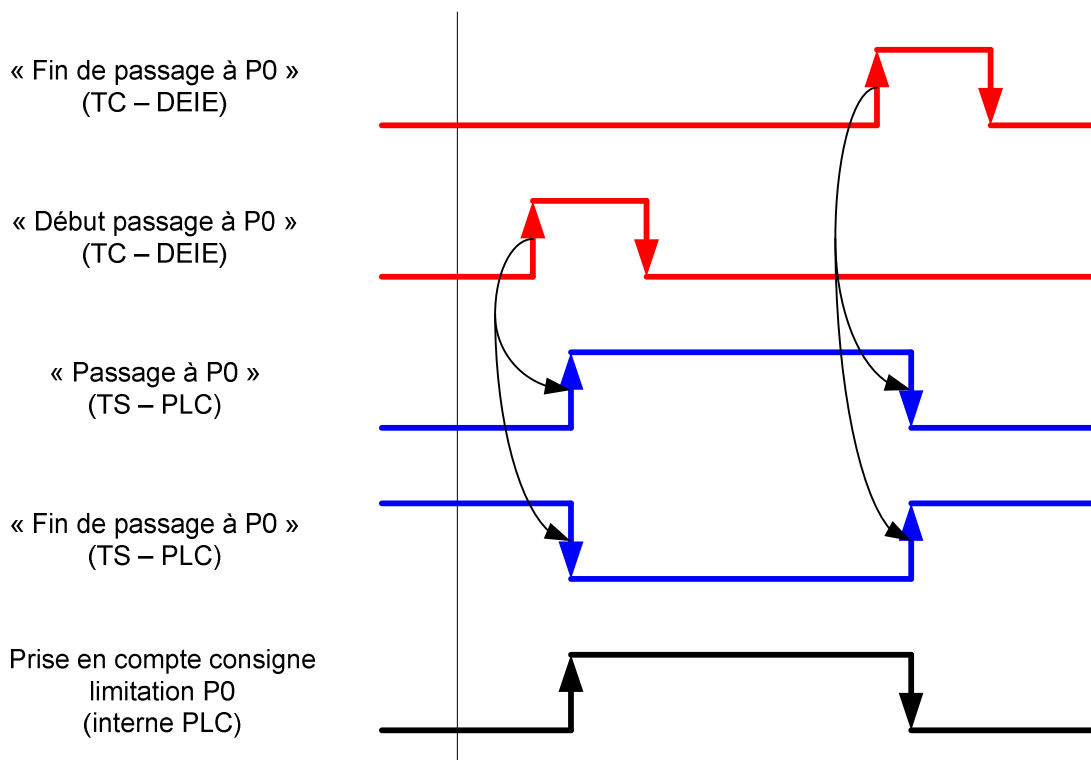 « Fin de passage à P0 »
(TC – DEIE)
« Début passage à P0 »
(TC – DEIE)
« Passage à P0 »
(TS – PLC)
« Fin de passage à P0 »
(TS – PLC)
Prise en compte consigne
limitation P0
(interne PLC)